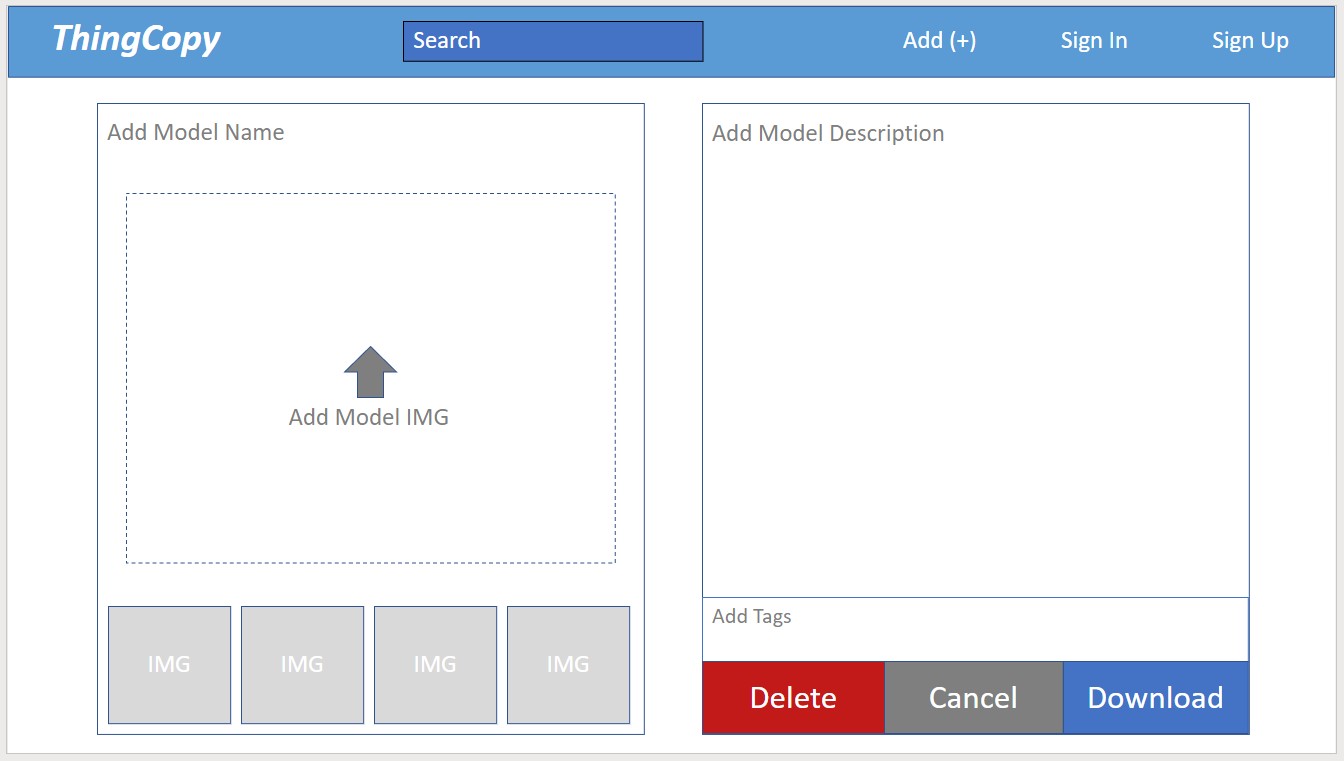 ThingCopy
Search
Add (+)
Sign In
Sign Up
Add Model Name
Add Model IMG
IMG
IMG
IMG
IMG
Add Model Description
Add Tags
Delete
Cancel
Download